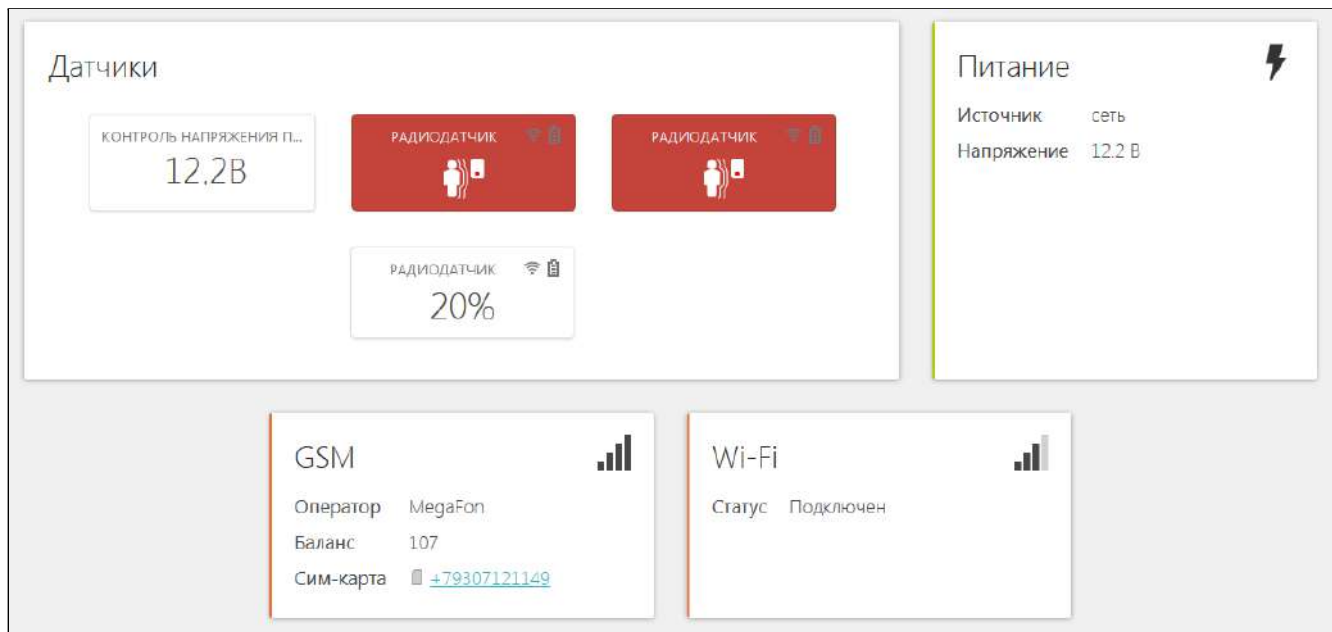 Датчики
КОНТРОЛЬ НАПРЯЖЕНИЯ П...
12,2В
РАДИОДАТЧИК
РАДИОДАТЧИК
РАДИОДАТЧИК
20%
Питание
Источник сеть
Напряжение 12.2 В
GSM
Оператор MegaFon
Баланс 107
Сим-карта +79307121149
Wi-Fi
Статус Подключен